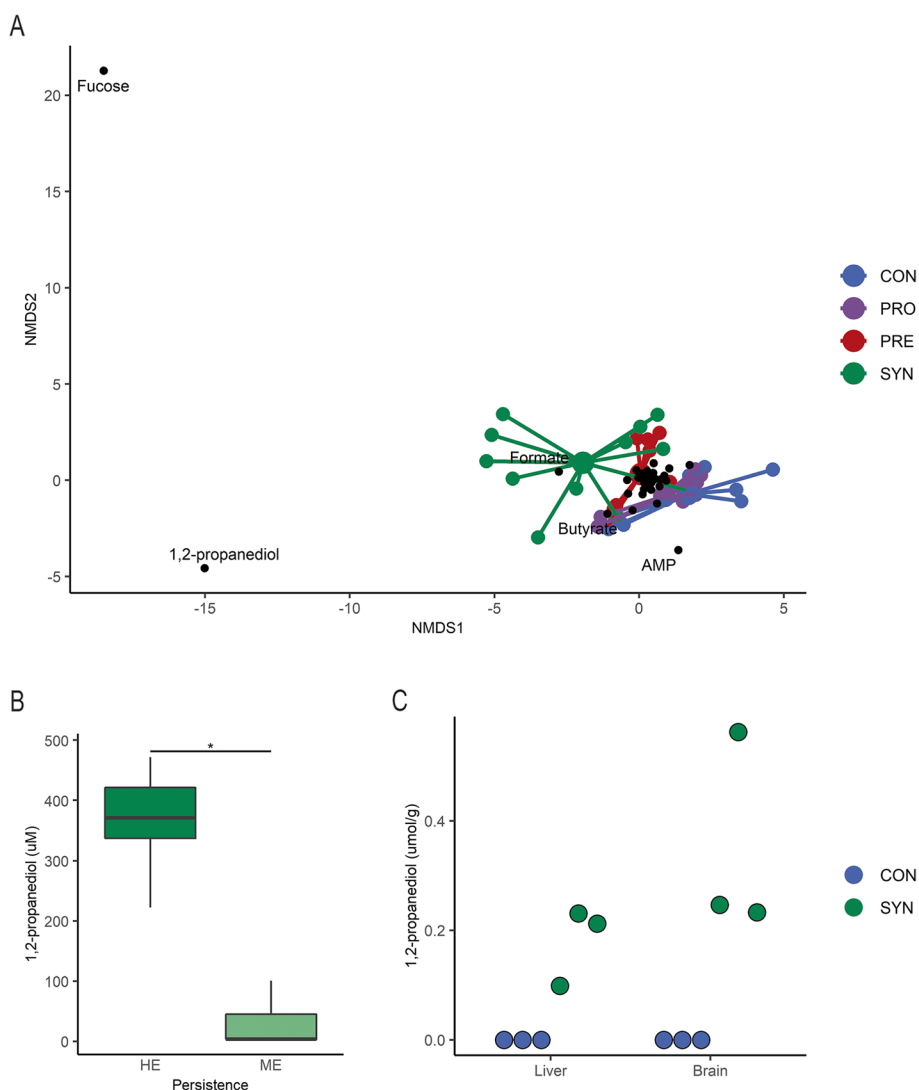 A
Fucose
20
15
10
5
0
-5
NMDS2
Formate
Butyrate
1,2-propanediol
AMP
-15
-10
-5
0
5
NMDS1
CON
PRO
PRE
SYN
B
500
400
300
200
100
0
1,2-propanediol (uM)
*
HE
ME
Persistence
C
0.4
0.2
0.0
1,2-propanediol (umol/g)
Liver
Brain
CON
SYN